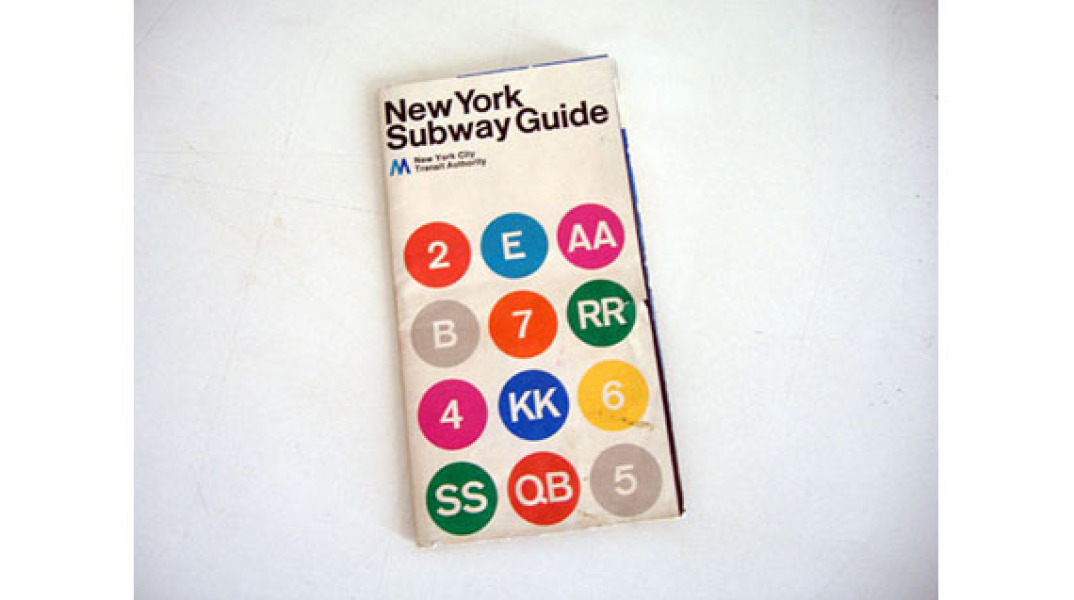 New York
Subway Guide
New York City
Transit Authority
2 E AA
B 7 RR
4 KK 6
SS QB 5